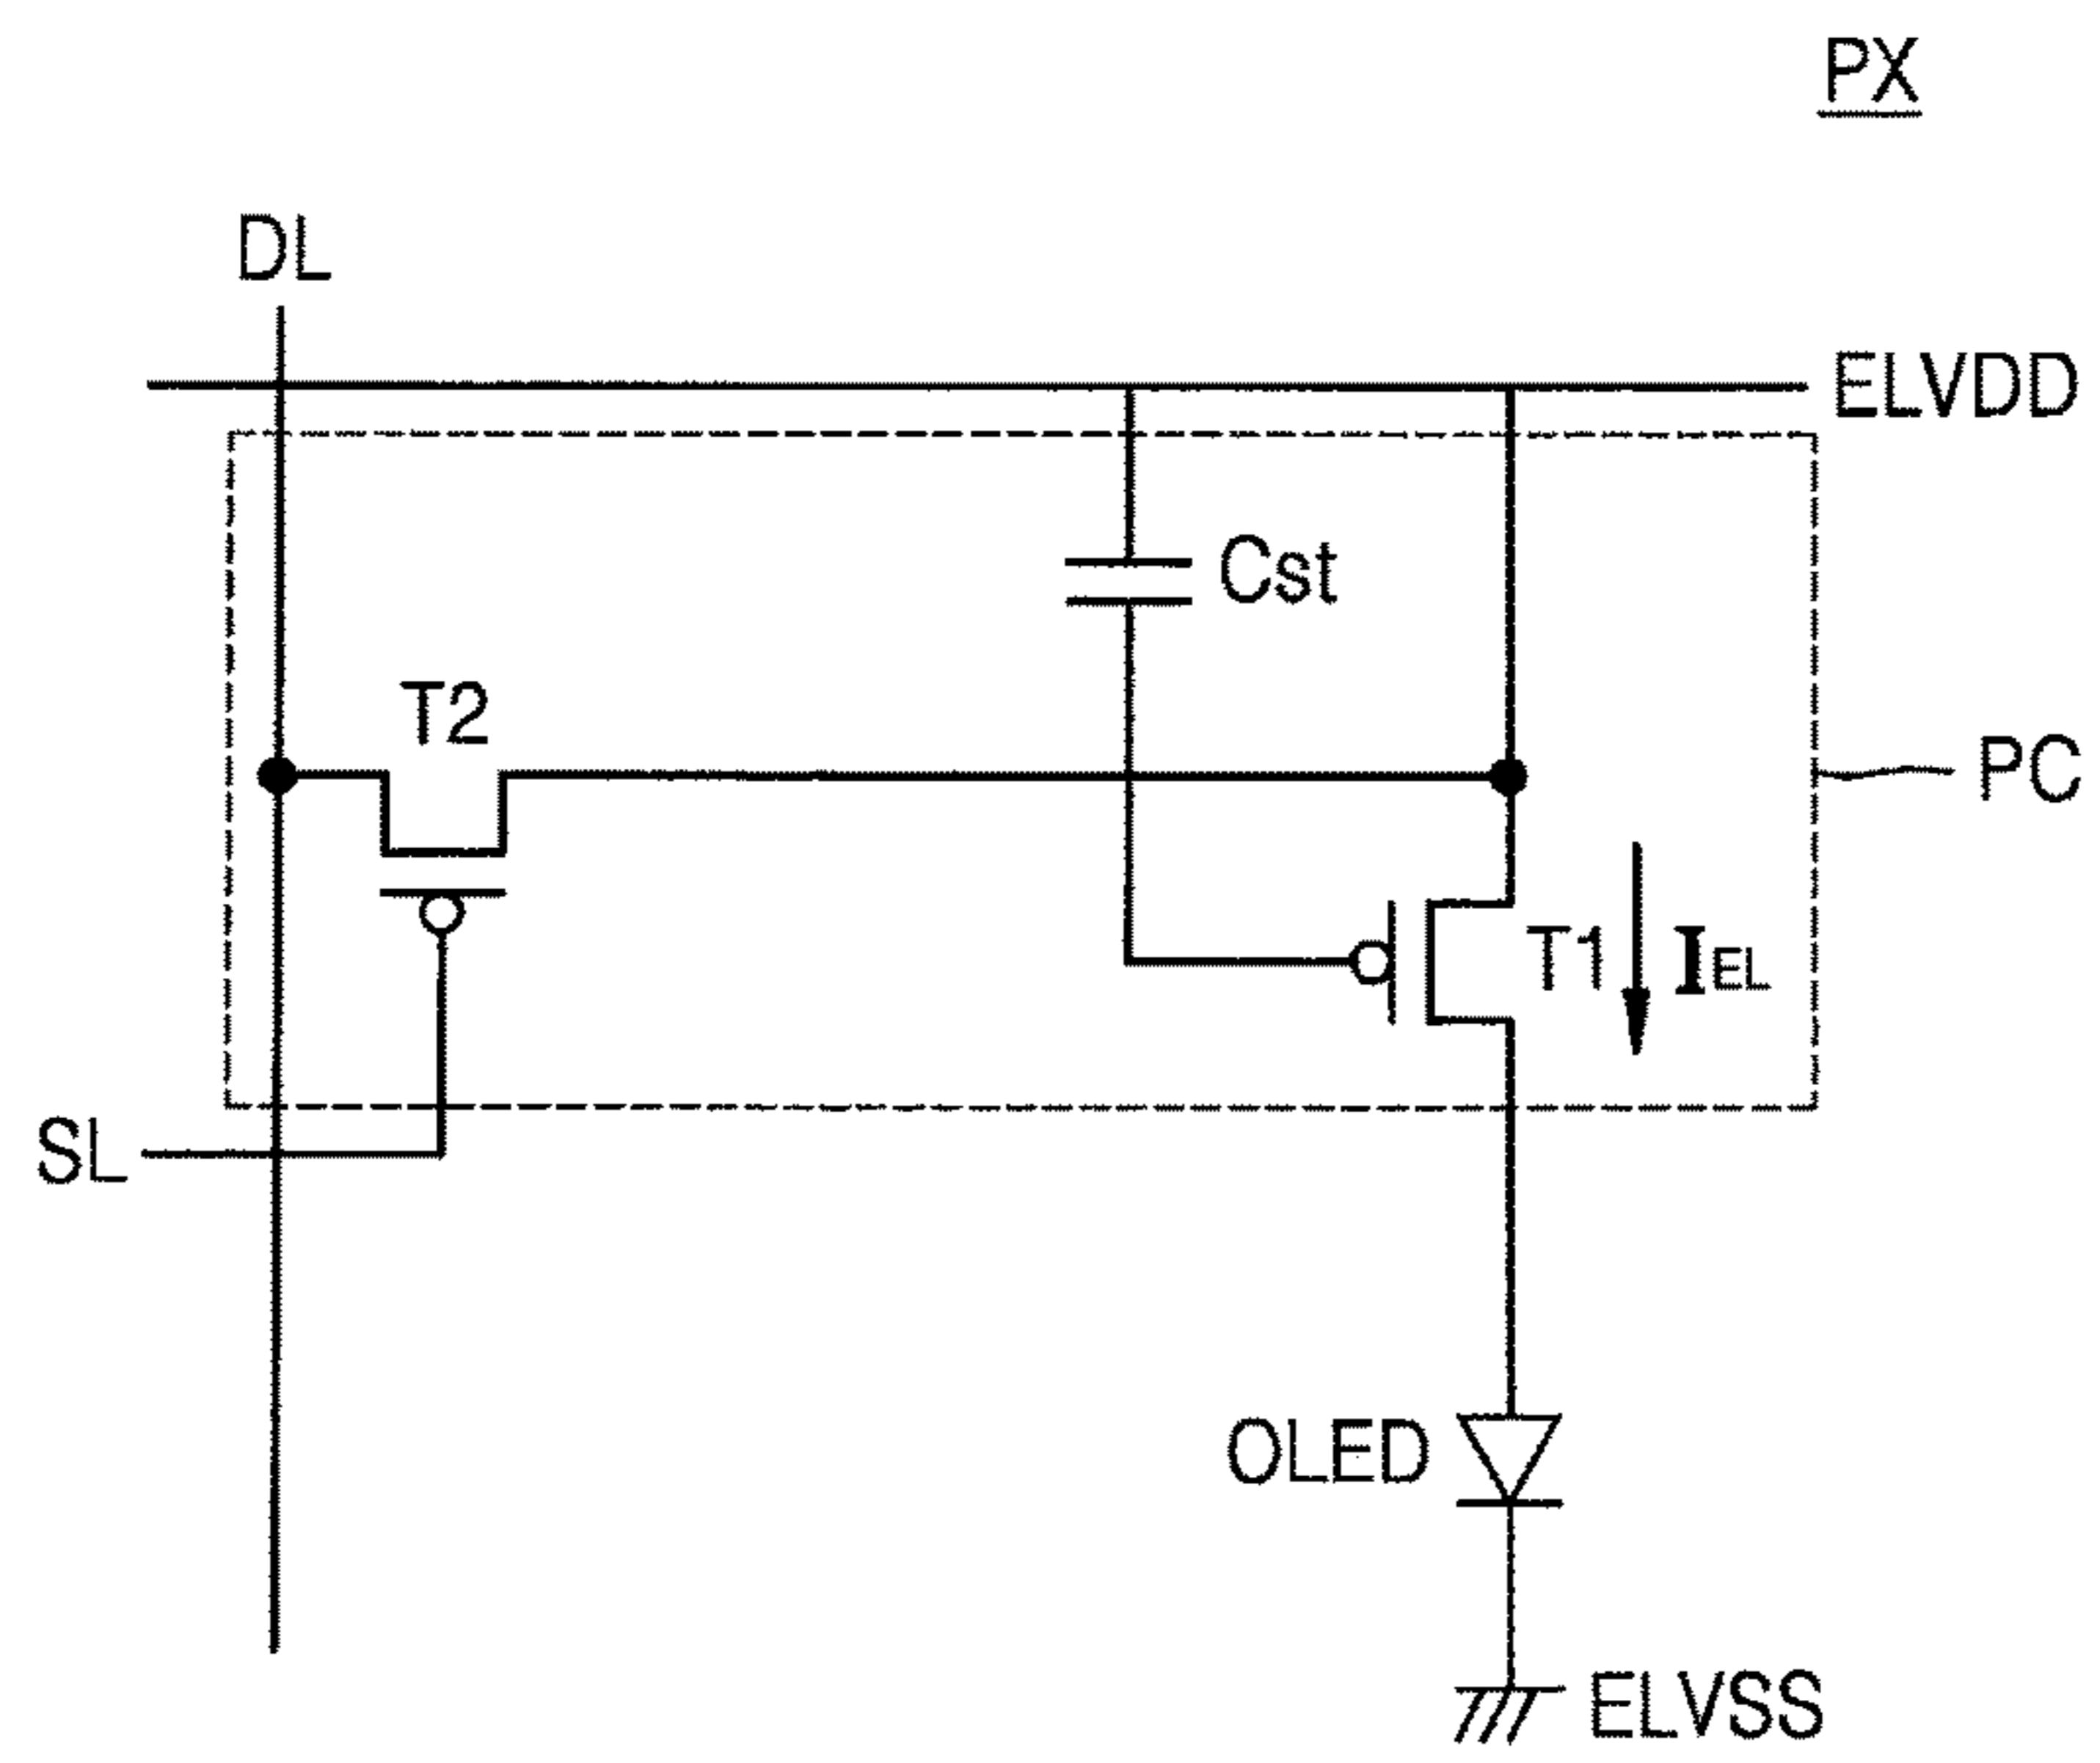 PX
DL
ELVDD
Cst
T2
PC
T1
IEL
SL
OLED
ELVSS